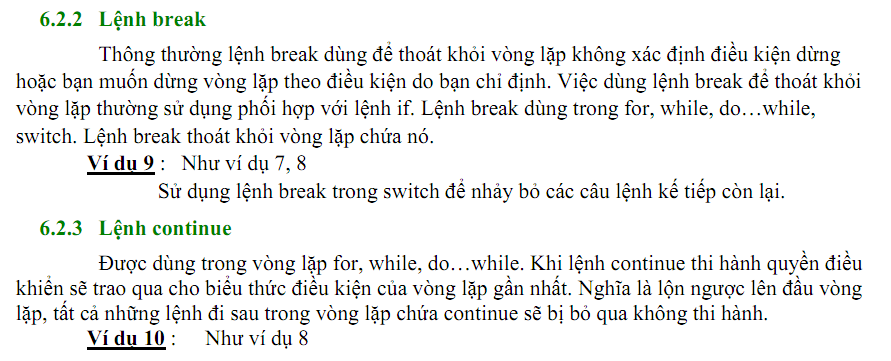 6.2.2 Lệnh break
Thông thường lệnh break dùng để thoát khỏi vòng lặp không xác định điều kiện dừng
hoặc bạn muốn dừng vòng lặp theo điều kiện do bạn chỉ định. Việc dùng lệnh break để thoát khỏi
vòng lặp thường sử dụng phối hợp với lệnh if. Lệnh break dùng trong for, while, do…while,
switch. Lệnh break thoát khỏi vòng lặp chứa nó.
Ví dụ 9 : Như ví dụ 7, 8
Sử dụng lệnh break trong switch để nhảy bỏ các câu lệnh kế tiếp còn lại.
6.2.3 Lệnh continue
Được dùng trong vòng lặp for, while, do…while. Khi lệnh continue thi hành quyền điều
khiển sẽ trao qua cho biểu thức điều kiện của vòng lặp gần nhất. Nghĩa là lộn ngược lên đầu vòng
lặp, tất cả những lệnh đi sau trong vòng lặp chứa continue sẽ bị bỏ qua không thi hành.
Ví dụ 10 : Như ví dụ 8